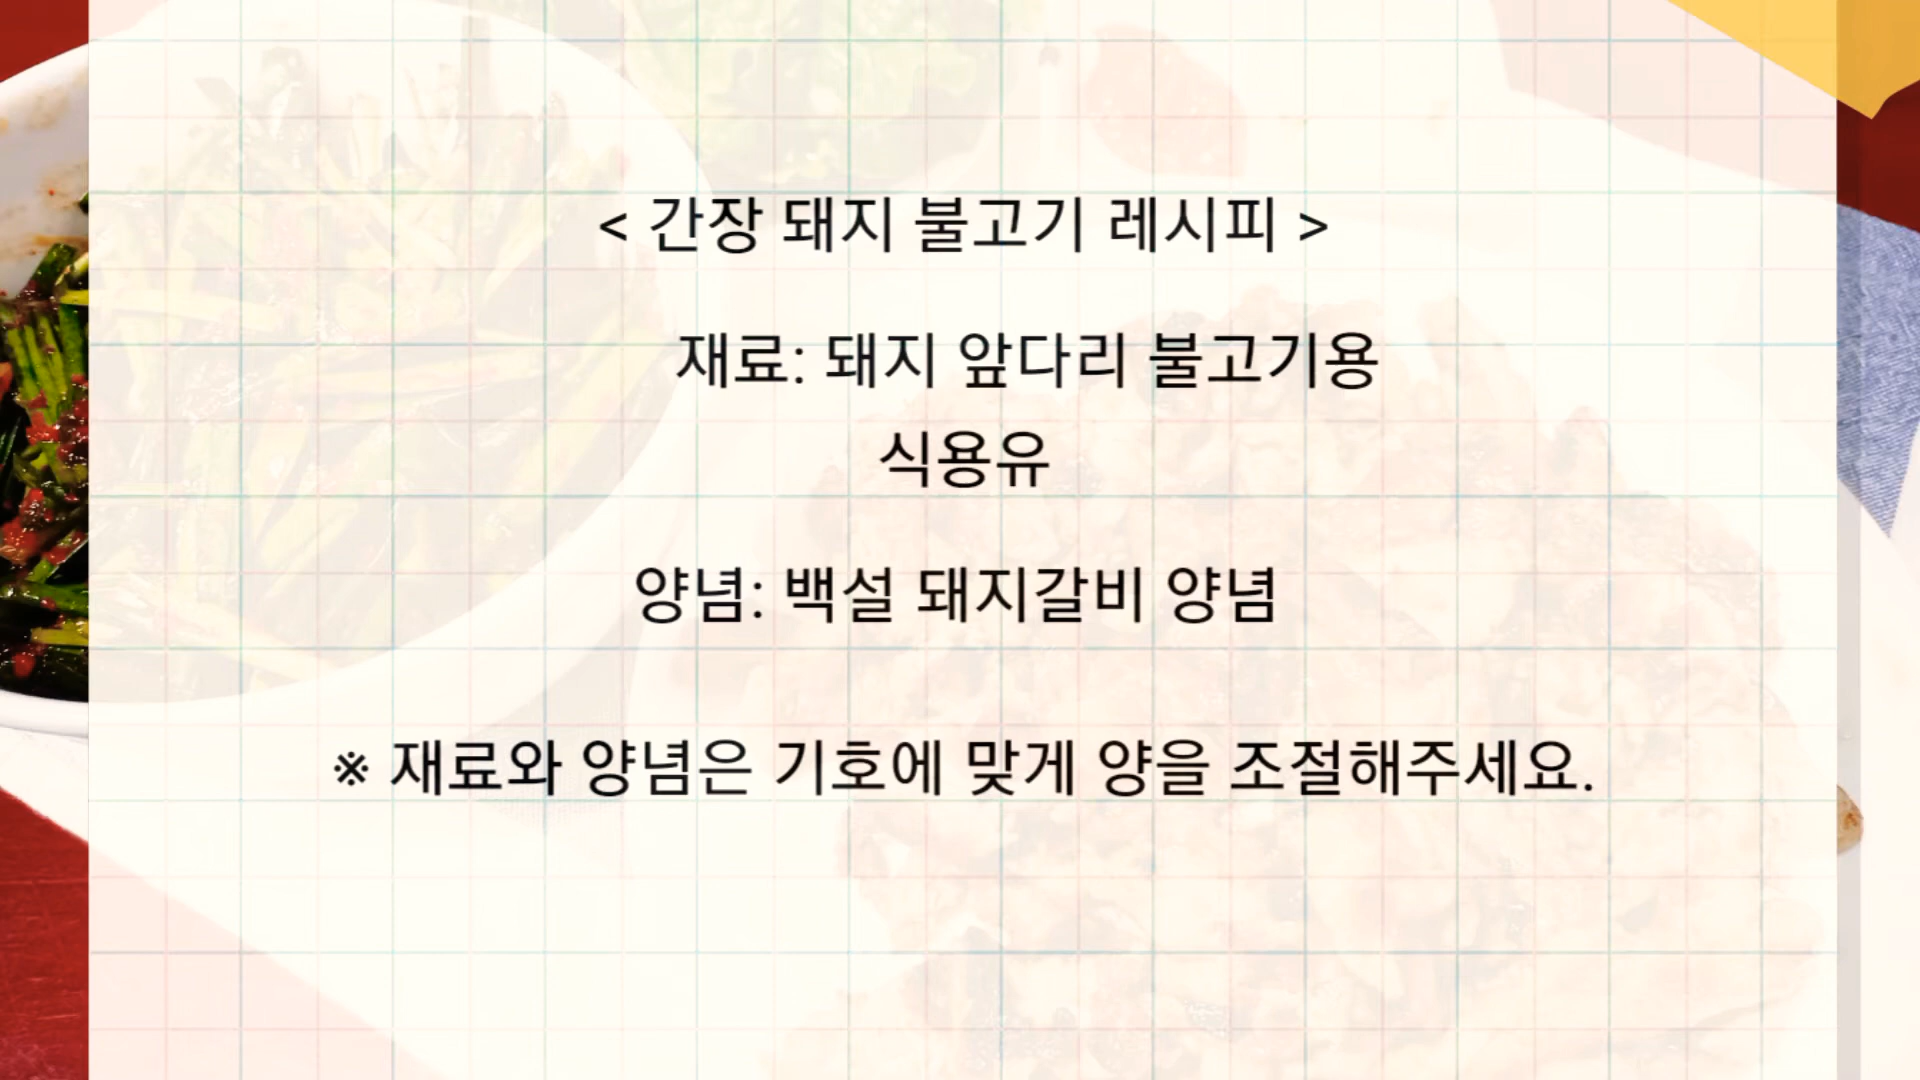 < 간장 돼지 불고기 레시피 >
재료: 돼지 앞다리 불고기용
식용유
양념: 백설 돼지갈비 양념
※ 재료와 양념은 기호에 맞게 양을 조절해주세요.